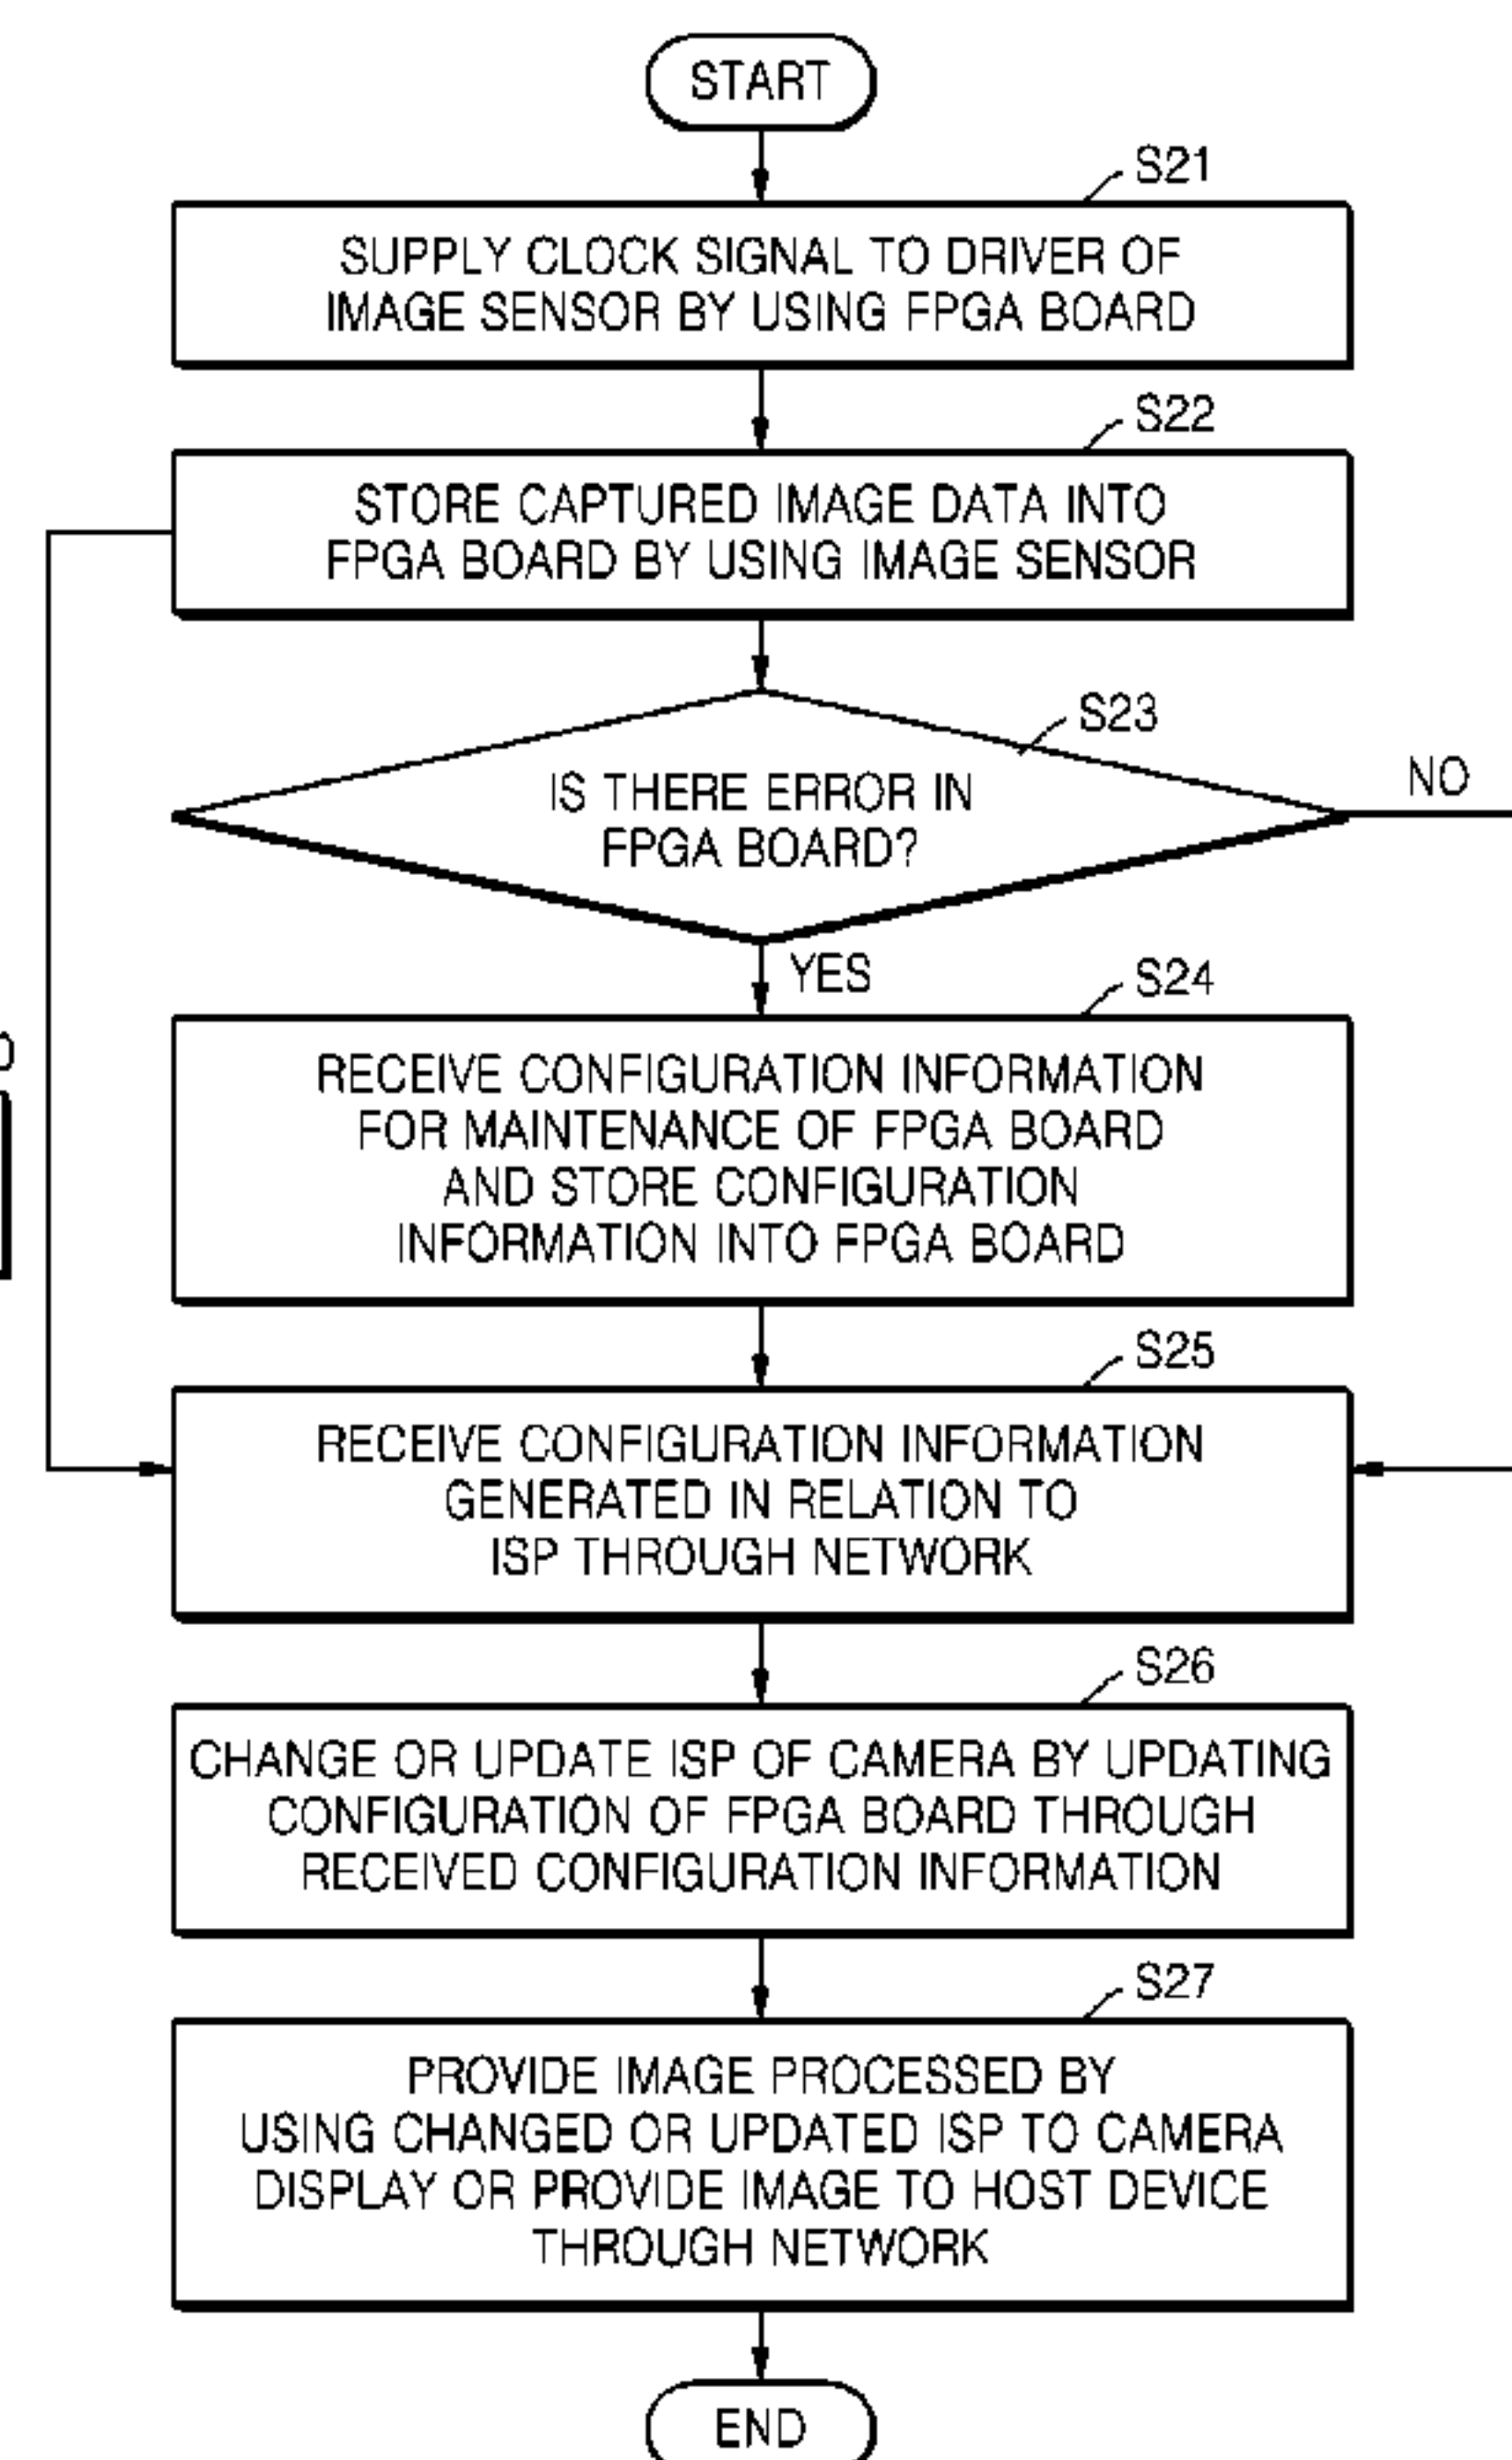 START
S21
SUPPLY CLOCK SIGNAL TO DRIVER OF
IMAGE SENSOR BY USING FPGA BOARD
S22
STORE CAPTURED IMAGE DATA INTO
FPGA BOARD BY USING IMAGE SENSOR
S23
IS THERE ERROR IN
FPGA BOARD?
NO
YES
S24
RECEIVE CONFIGURATION INFORMATION
FOR MAINTENANCE OF FPGA BOARD
AND STORE CONFIGURATION
INFORMATION INTO FPGA BOARD
S25
RECEIVE CONFIGURATION INFORMATION
GENERATED IN RELATION TO
ISP THROUGH NETWORK
S26
CHANGE OR UPDATE ISP OF CAMERA BY UPDATING
CONFIGURATION OF FPGA BOARD THROUGH
RECEIVED CONFIGURATION INFORMATION
S27
PROVIDE IMAGE PROCESSED BY
USING CHANGED OR UPDATED ISP TO CAMERA
DISPLAY OR PROVIDE IMAGE TO HOST DEVICE
THROUGH NETWORK
END